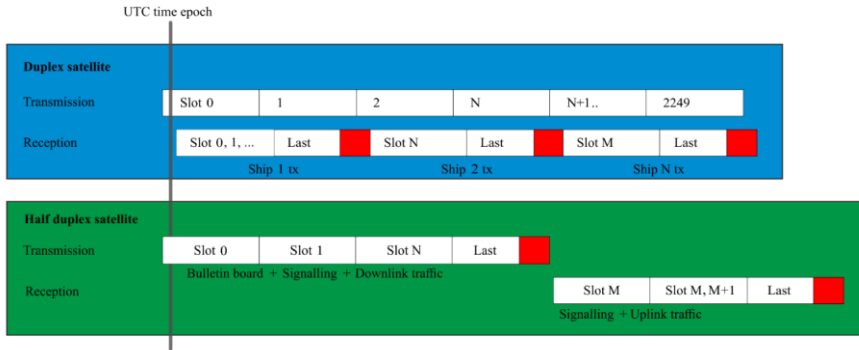 UTC time epoch
Duplex satellite
Transmission Slot 0 1 2 N N+1.. 2249
Reception Slot 0, 1, ... Last Slot N Last Slot M Last
Ship 1 tx Ship 2 tx Ship N tx
Half duplex satellite
Transmission Slot 0 Slot 1 Slot N Last
Bulletin board + Signalling + Downlink traffic
Reception Slot M Slot M, M+1 Last
Signalling + Uplink traffic